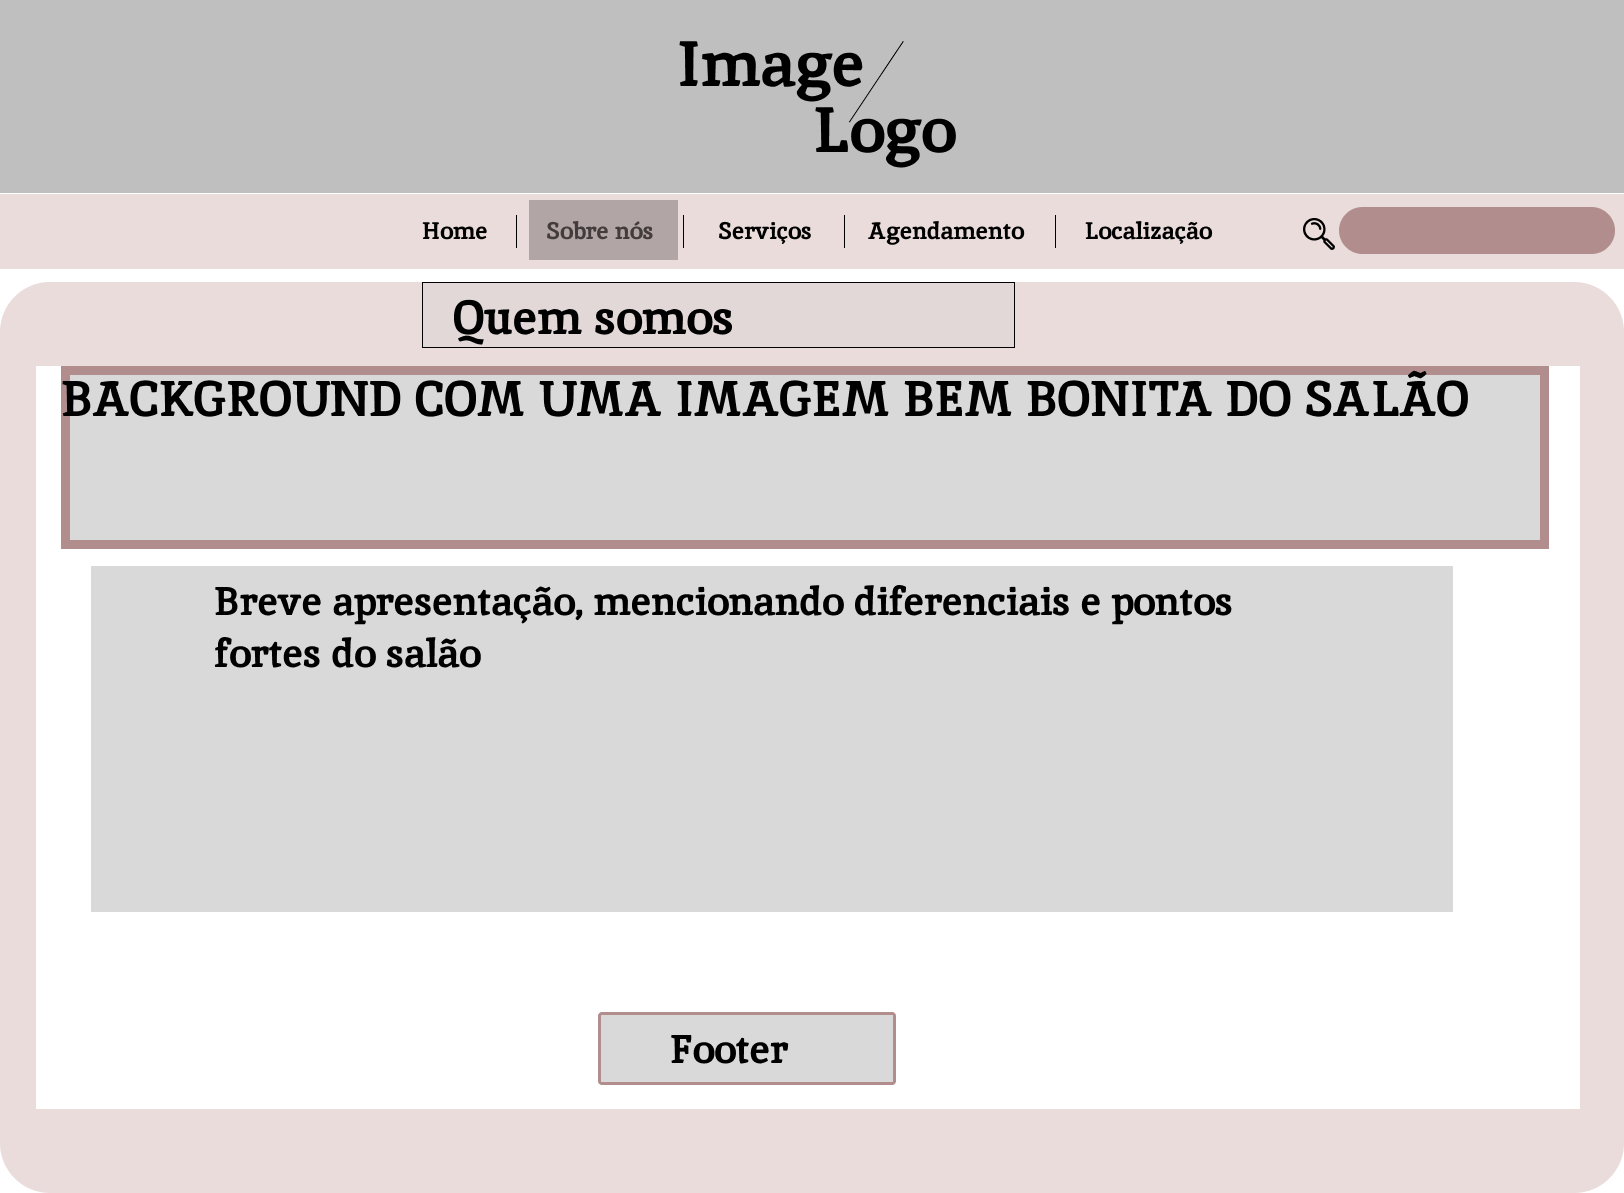 Image
Logo
Home
Sobre nós
Serviços
Agendamento
Localização
Quem somos
BACKGROUND COM UMA IMAGEM BEM BONITA DO SALÃO
Breve apresentação, mencionando diferenciais e pontos
fortes do salão
Footer